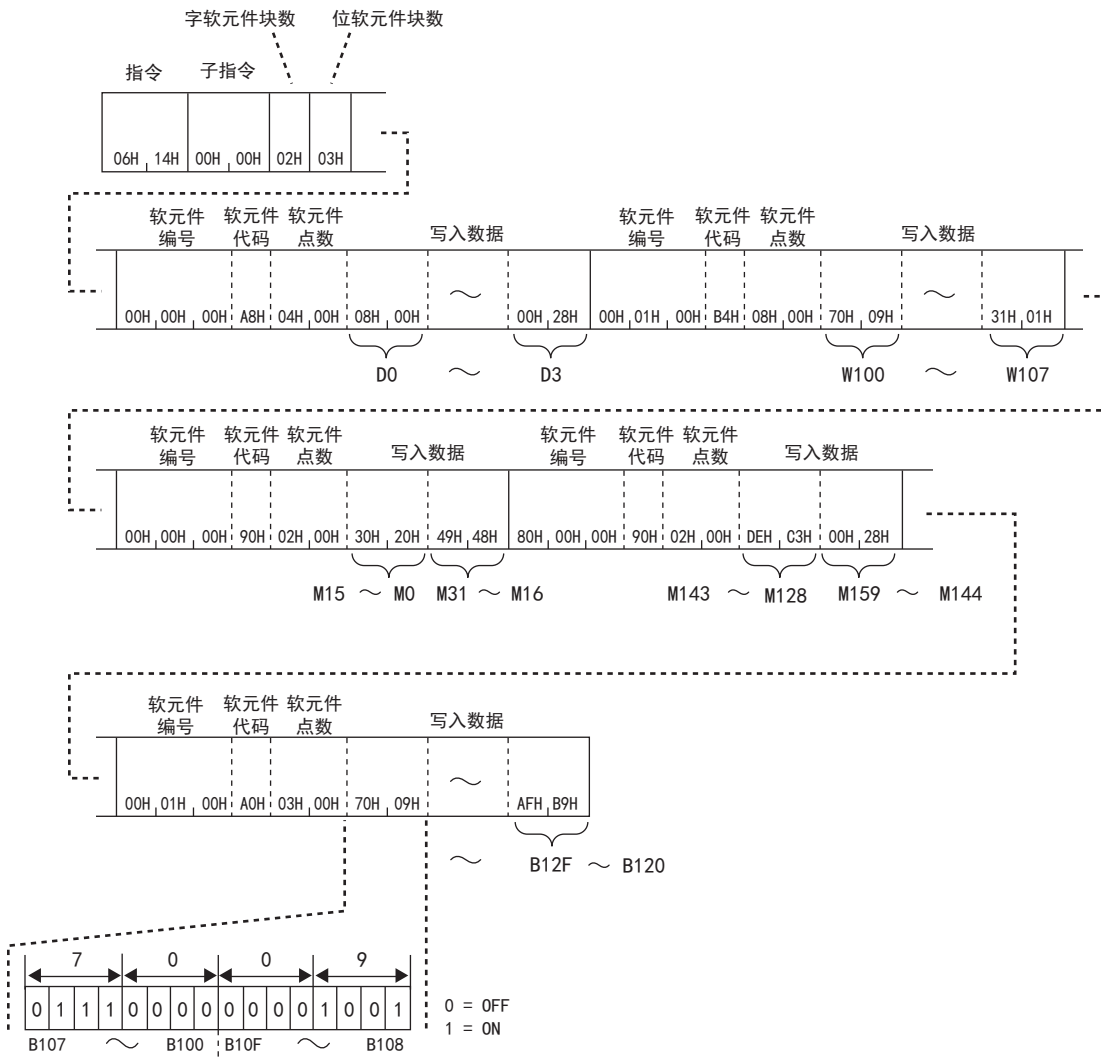 字软元件块数 位软元件块数
指令 子指令
06H 14H 00H 00H 02H 03H
软元件 软元件 软元件 软元件 软元件 软元件
编号 代码 点数 写入数据 编号 代码 点数 写入数据
00H 00H 00H A8H 04H 00H 08H 00H ～ 00H 28H 00H 01H 00H B4H 08H 00H 70H 09H ～ 31H 01H
D0 ～ D3 W100 ～ W107
软元件 软元件 软元件 软元件 软元件 软元件
编号 代码 点数 写入数据 编号 代码 点数 写入数据
00H 00H 00H 90H 02H 00H 30H 20H 49H 48H 80H 00H 00H 90H 02H 00H DEH C3H 00H 28H
M15 ～ M0 M31 ～ M16 M143 ～ M128 M159 ～ M144
软元件 软元件 软元件
编号 代码 点数 写入数据
00H 01H 00H A0H 03H 00H 70H 09H ～ AFH B9H
～ B12F ～ B120
7 0 0 9
0 1 1 1 0 0 0 0 0 0 0 0 1 0 0 1 0 = OFF
1 = ON
B107 ～ B100 B10F ～ B108